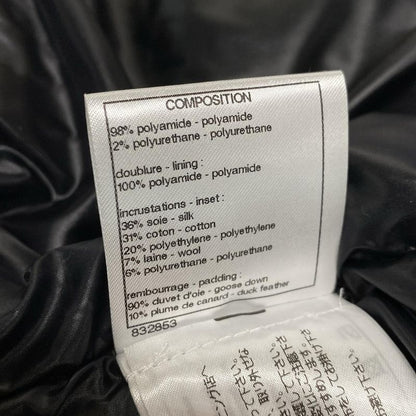 COMPOSITION
98% polyamide - polyamide
2% polyurethane - polyurethane
doublure - lining :
100% polyamide - polyamide
incrustations - inset :
36% soie - silk
31% coton - cotton
20% polyethylene - polyethylene
7% laine - wool
6% polyurethane - polyurethane
rembourrage - padding :
90% duvet d'oie - goose down
10% plume de canard - duck feather
832853